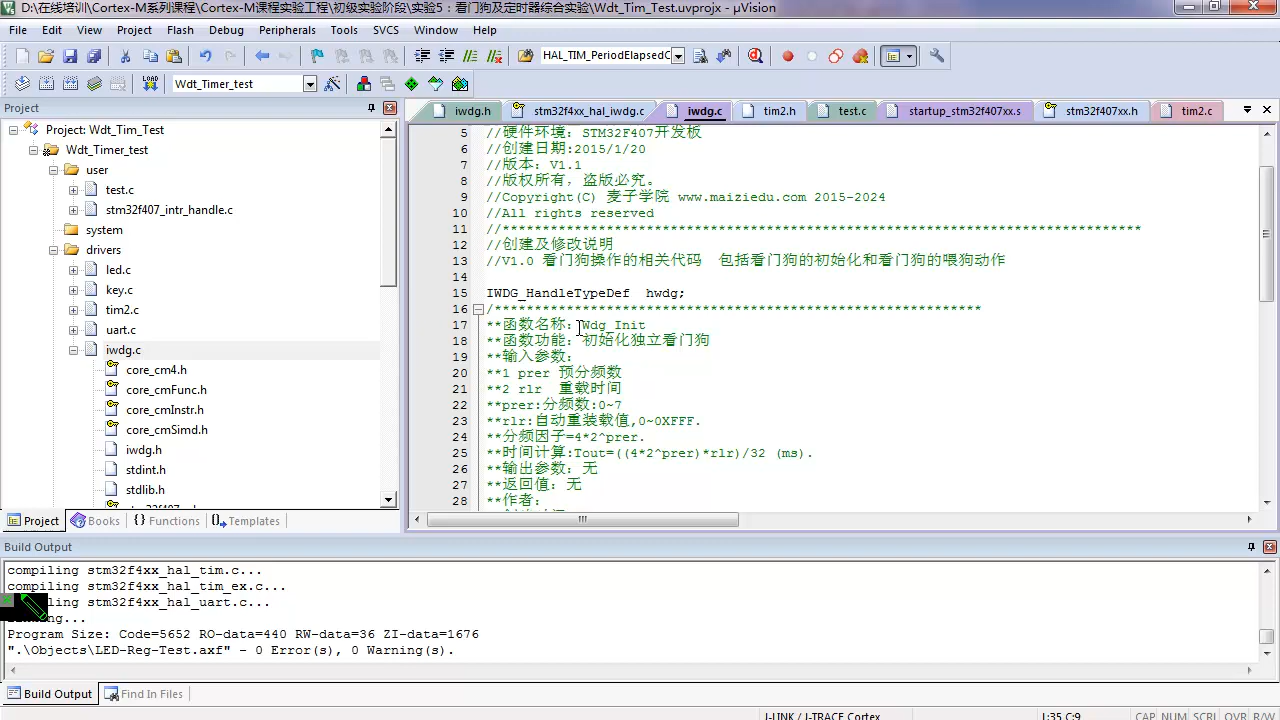 D:\在线培训\Cortex-M系列课程\Cortex-M课程实验工程\初级实验阶段\实验5：看门狗及定时器综合实验\Wdt_Tim_Test.uvprojx - µVision
File Edit View Project Flash Debug Peripherals Tools SVCS Window Help
HAL_TIM_PeriodElapsedC
LOAD Wdt_Timer_test
Project
iwdg.h stm32f4xx_hal_iwdg.c iwdg.c tim2.h test.c startup_stm32f407xx.s stm32f407xx.h tim2.c
Project: Wdt_Tim_Test
Wdt_Timer_test
user
test.c
stm32f407_intr_handle.c
system
drivers
led.c
key.c
tim2.c
uart.c
iwdg.c
core_cm4.h
core_cmFunc.h
core_cmInstr.h
core_cmSimd.h
iwdg.h
stdint.h
stdlib.h
5 //硬件环境：STM32F407开发板
6 //创建日期:2015/1/20
7 //版本：V1.1
8 //版权所有，盗版必究。
9 //Copyright(C) 麦子学院 www.maiziedu.com 2015-2024
10 //All rights reserved
11 //********************************************************************************
12 //创建及修改说明
13 //V1.0 看门狗操作的相关代码  包括看门狗的初始化和看门狗的喂狗动作
14
15 IWDG_HandleTypeDef  hwdg;
16 /*************************************************************
17 **函数名称：Wdg_Init
18 **函数功能：初始化独立看门狗
19 **输入参数：
20 **1 prer 预分频数
21 **2 rlr  重载时间
22 **prer:分频数:0~7
23 **rlr:自动重装载值,0~0XFFF.
24 **分频因子=4*2^prer.
25 **时间计算:Tout=((4*2^prer)*rlr)/32 (ms).
26 **输出参数：无
27 **返回值：无
28 **作者：
Project Books Functions Templates
Build Output
compiling stm32f4xx_hal_tim.c...
compiling stm32f4xx_hal_tim_ex.c...
ling stm32f4xx_hal_uart.c...
Program Size: Code=5652 RO-data=440 RW-data=36 ZI-data=1676
".\Objects\LED-Reg-Test.axf" - 0 Error(s), 0 Warning(s).
Build Output Find In Files
J-LINK / J-TRACE Cortex L:35 C:9 CAP NUM SCRL OVR R/W